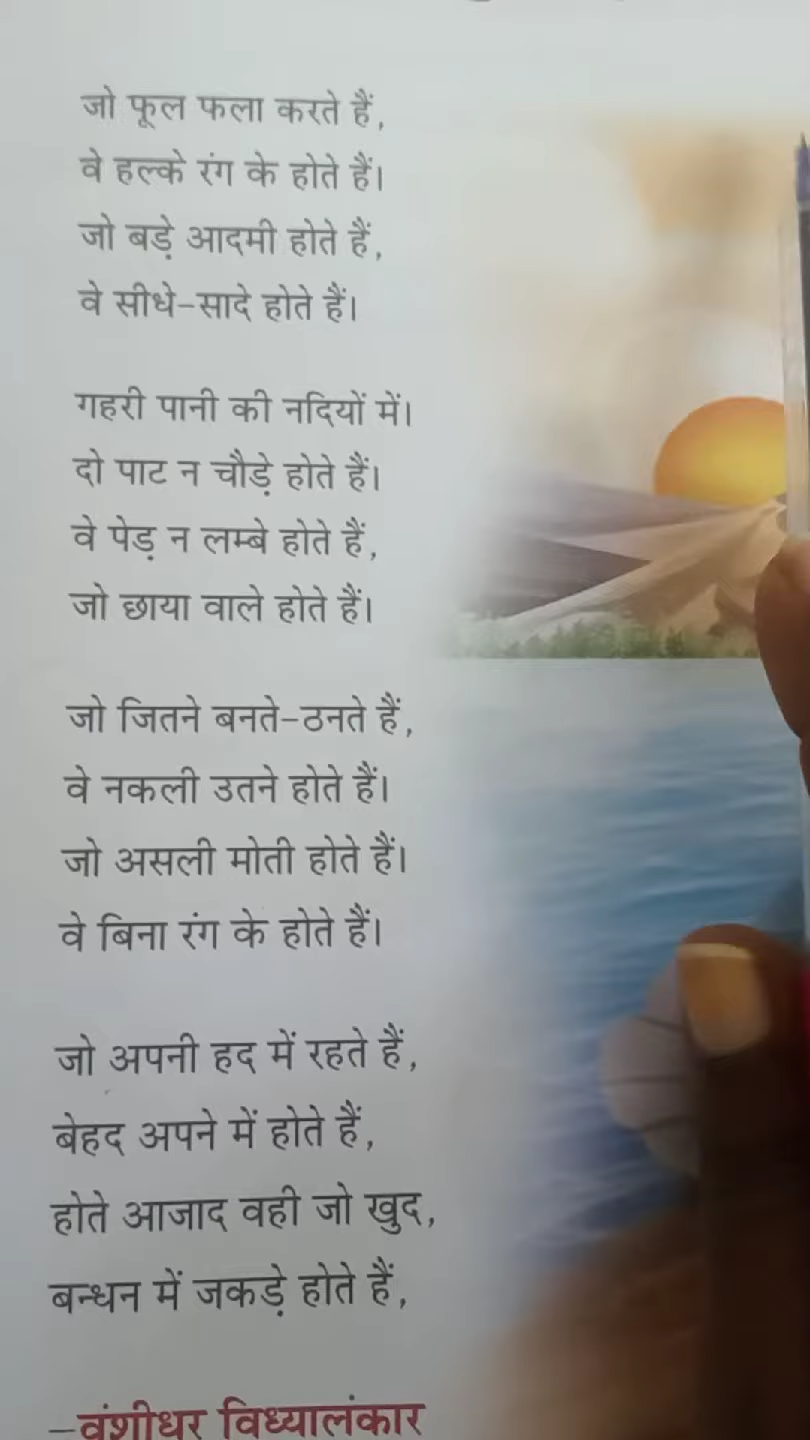 जो फूल फला करते हैं,
वे हल्के रंग के होते हैं।
जो बड़े आदमी होते हैं,
वे सीधे-सादे होते हैं।
गहरी पानी की नदियों में।
दो पाट न चौड़े होते हैं।
वे पेड़ न लम्बे होते हैं,
जो छाया वाले होते हैं।
जो जितने बनते-ठनते हैं,
वे नकली उतने होते हैं।
जो असली मोती होते हैं।
वे बिना रंग के होते हैं।
जो अपनी हद में रहते हैं,
बेहद अपने में होते हैं,
होते आजाद वही जो खुद,
बन्धन में जकड़े होते हैं,
-वंशीधर विध्यालंकार